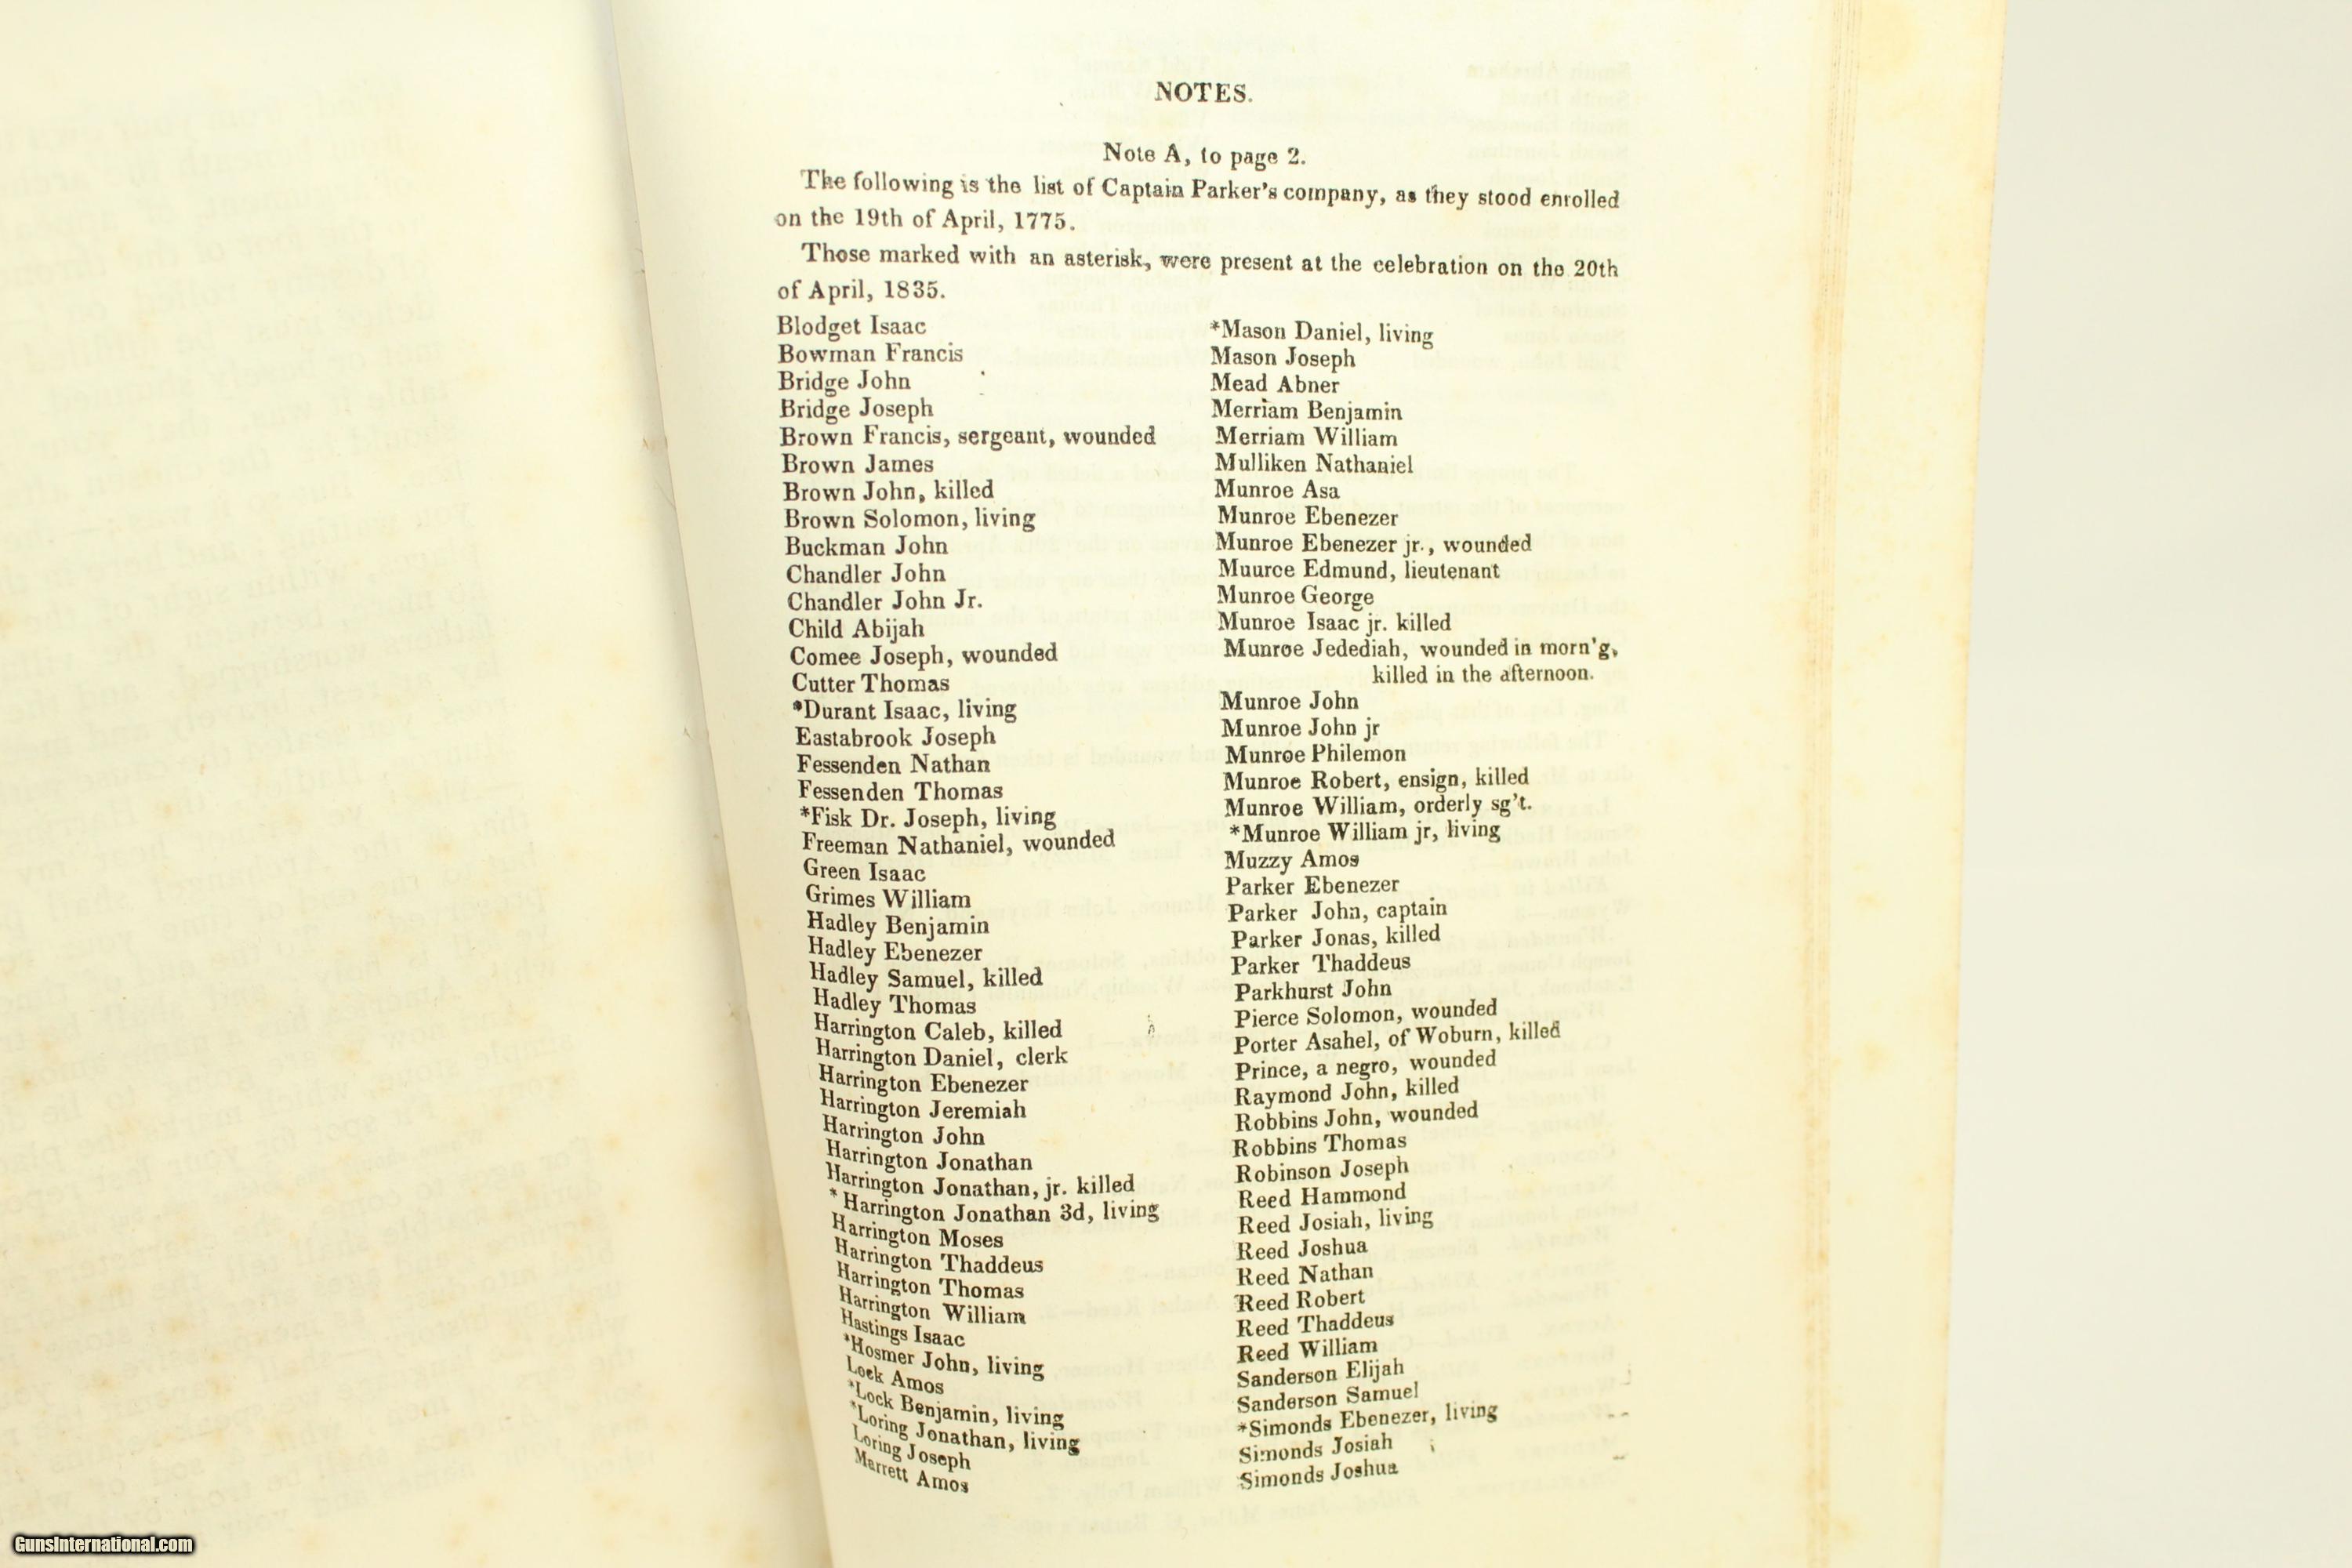 NOTES.
Note A, to page 2.
The following is the list of Captain Parker's company, as they stood enrolled
on the 19th of April, 1775.
Those marked with an asterisk, were present at the celebration on the 20th
of April, 1835.
Blodget Isaac
Bowman Francis
Bridge John
Bridge Joseph
Brown Francis, sergeant, wounded
Brown James
Brown John, killed
Brown Solomon, living
Buckman John
Chandler John
Chandler John Jr.
Child Abijah
Comee Joseph, wounded
Cutter Thomas
*Durant Isaac, living
Eastabrook Joseph
Fessenden Nathan
Fessenden Thomas
*Fisk Dr. Joseph, living
Freeman Nathaniel, wounded
Green Isaac
Grimes William
Hadley Benjamin
Hadley Ebenezer
Hadley Samuel, killed
Hadley Thomas
Harrington Caleb, killed
Harrington Daniel, clerk
Harrington Ebenezer
Harrington Jeremiah
Harrington John
Harrington Jonathan
Harrington Jonathan, jr. killed
* Harrington Jonathan 3d, living
Harrington Moses
Harrington Thaddeus
Harrington Thomas
Harrington William
Hastings Isaac
*Hosmer John, living
Lock Amos
*Lock Benjamin, living
*Loring Jonathan, living
Loring Joseph
Marrett Amos
*Mason Daniel, living
Mason Joseph
Mead Abner
Merriam Benjamin
Merriam William
Mulliken Nathaniel
Munroe Asa
Munroe Ebenezer
Munroe Ebenezer jr., wounded
Muurce Edmund, lieutenant
Munroe George
Munroe Isaac jr. killed
Munroe Jedediah, wounded in morn'g,
killed in the afternoon.
Munroe John
Munroe John jr
Munroe Philemon
Munroe Robert, ensign, killed
Munroe William, orderly sg't.
*Munroe William jr, living
Muzzy Amos
Parker Ebenezer
Parker John, captain
Parker Jonas, killed
Parker Thaddeus
Parkhurst John
Pierce Solomon, wounded
Porter Asahel, of Woburn, killed
Prince, a negro, wounded
Raymond John, killed
Robbins John, wounded
Robbins Thomas
Robinson Joseph
Reed Hammond
Reed Josiah, living
Reed Joshua
Reed Nathan
Reed Robert
Reed Thaddeus
Reed William
Sanderson Elijah
Sanderson Samuel
*Simonds Ebenezer, living
Simonds Josiah
Simonds Joshua
GunsInternational.com